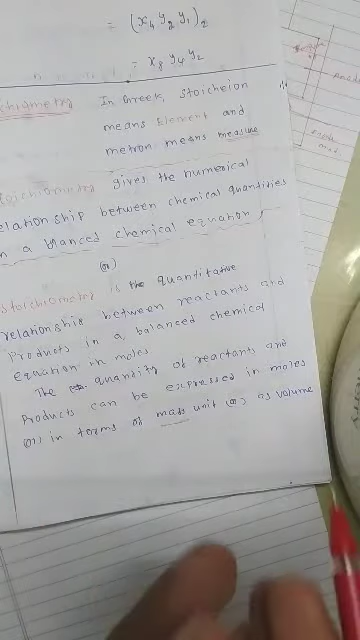 = (x₄ y₂ y₁)₂
= x₈ y₄ y₂
In Greek, stoicheion
means Element and
metron means measure
gives the numerical
relationship between chemical quantities
in a blanced chemical equation,
(or)
Stoichiometry is the quantitative
relationship between reactants and
Products in a balanced chemical
equation in moles
The quantity of reactants and
Products can be expressed in moles
(or) in terms of mass unit (or) as volume